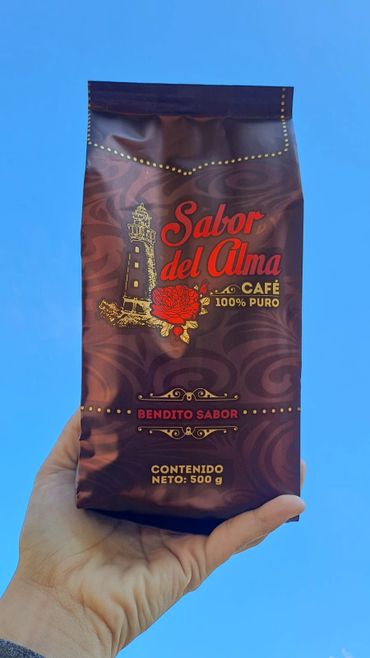 Sabor
del Alma
CAFÉ
100% PURO
BENDITO SABOR
CONTENIDO
NETO: 500 g